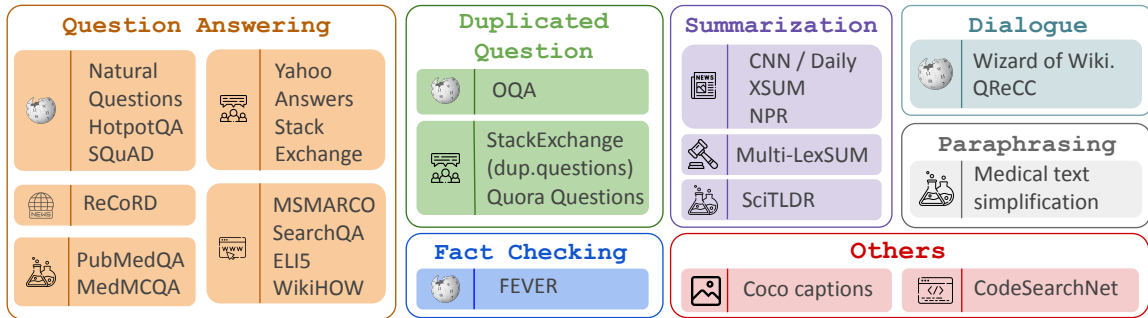 Question Answering
Natural
Questions
HotpotQA
SQuAD
Yahoo
Answers
Stack
Exchange
NEWS
ReCoRD
PubMedQA
MedMCQA
WWW
MSMARCO
SearchQA
ELI5
WikiHOW
Duplicated
Question
OQA
StackExchange
(dup.questions)
Quora Questions
Fact Checking
FEVER
Summarization
NEWS
CNN / Daily
XSUM
NPR
Multi-LexSUM
SciTLDR
Dialogue
Wizard of Wiki.
QReCC
Paraphrasing
Medical text
simplification
Others
Coco captions
</>
CodeSearchNet